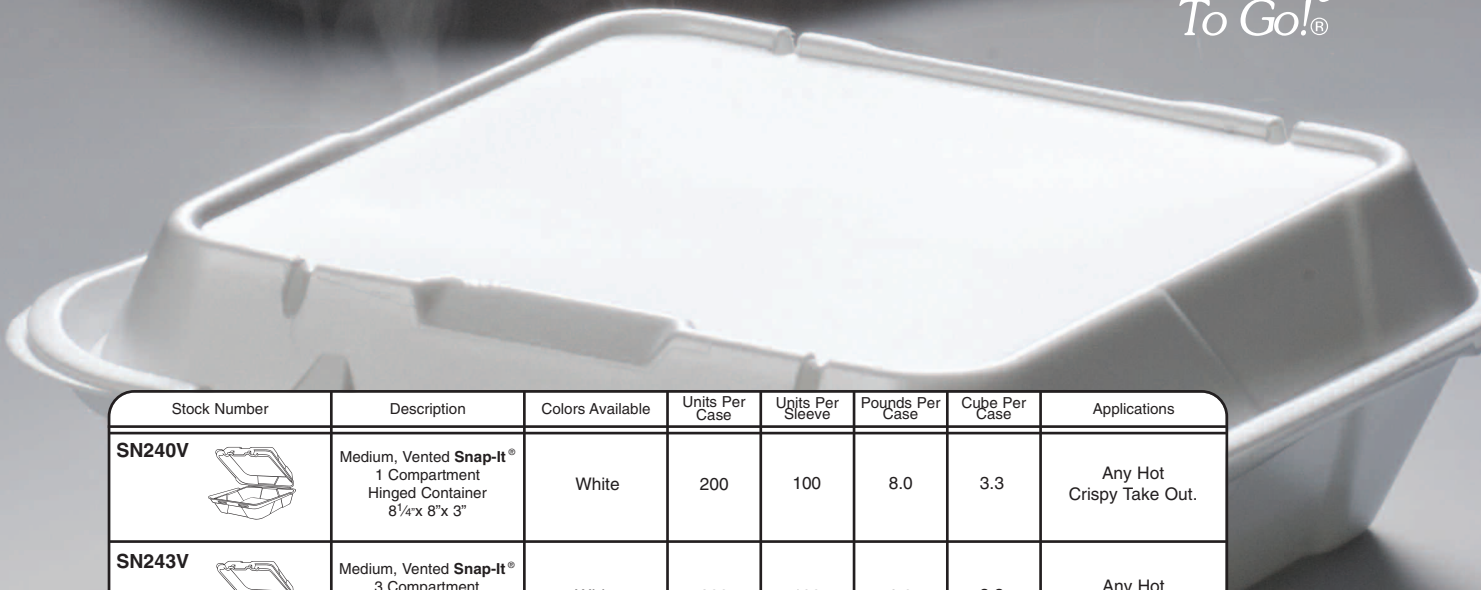 To Go!®
Stock Number
Description
Colors Available
Units Per
Case
Units Per
Sleeve
Pounds Per
Case
Cube Per
Case
Applications
SN240V
Medium, Vented Snap-It®
1 Compartment
Hinged Container
8¼"x 8"x 3"
White
200
100
8.0
3.3
Any Hot
Crispy Take Out.
SN243V
Medium, Vented Snap-It®
3 Compartment
Any Hot